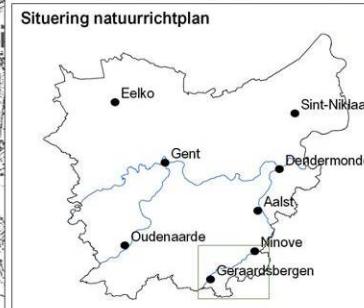 Situering natuurrichtplan
Eelko
Sint-Niklaa
Gent
Dendermonde
Aalst
Oudenaarde
Ninove
Geraardsbergen